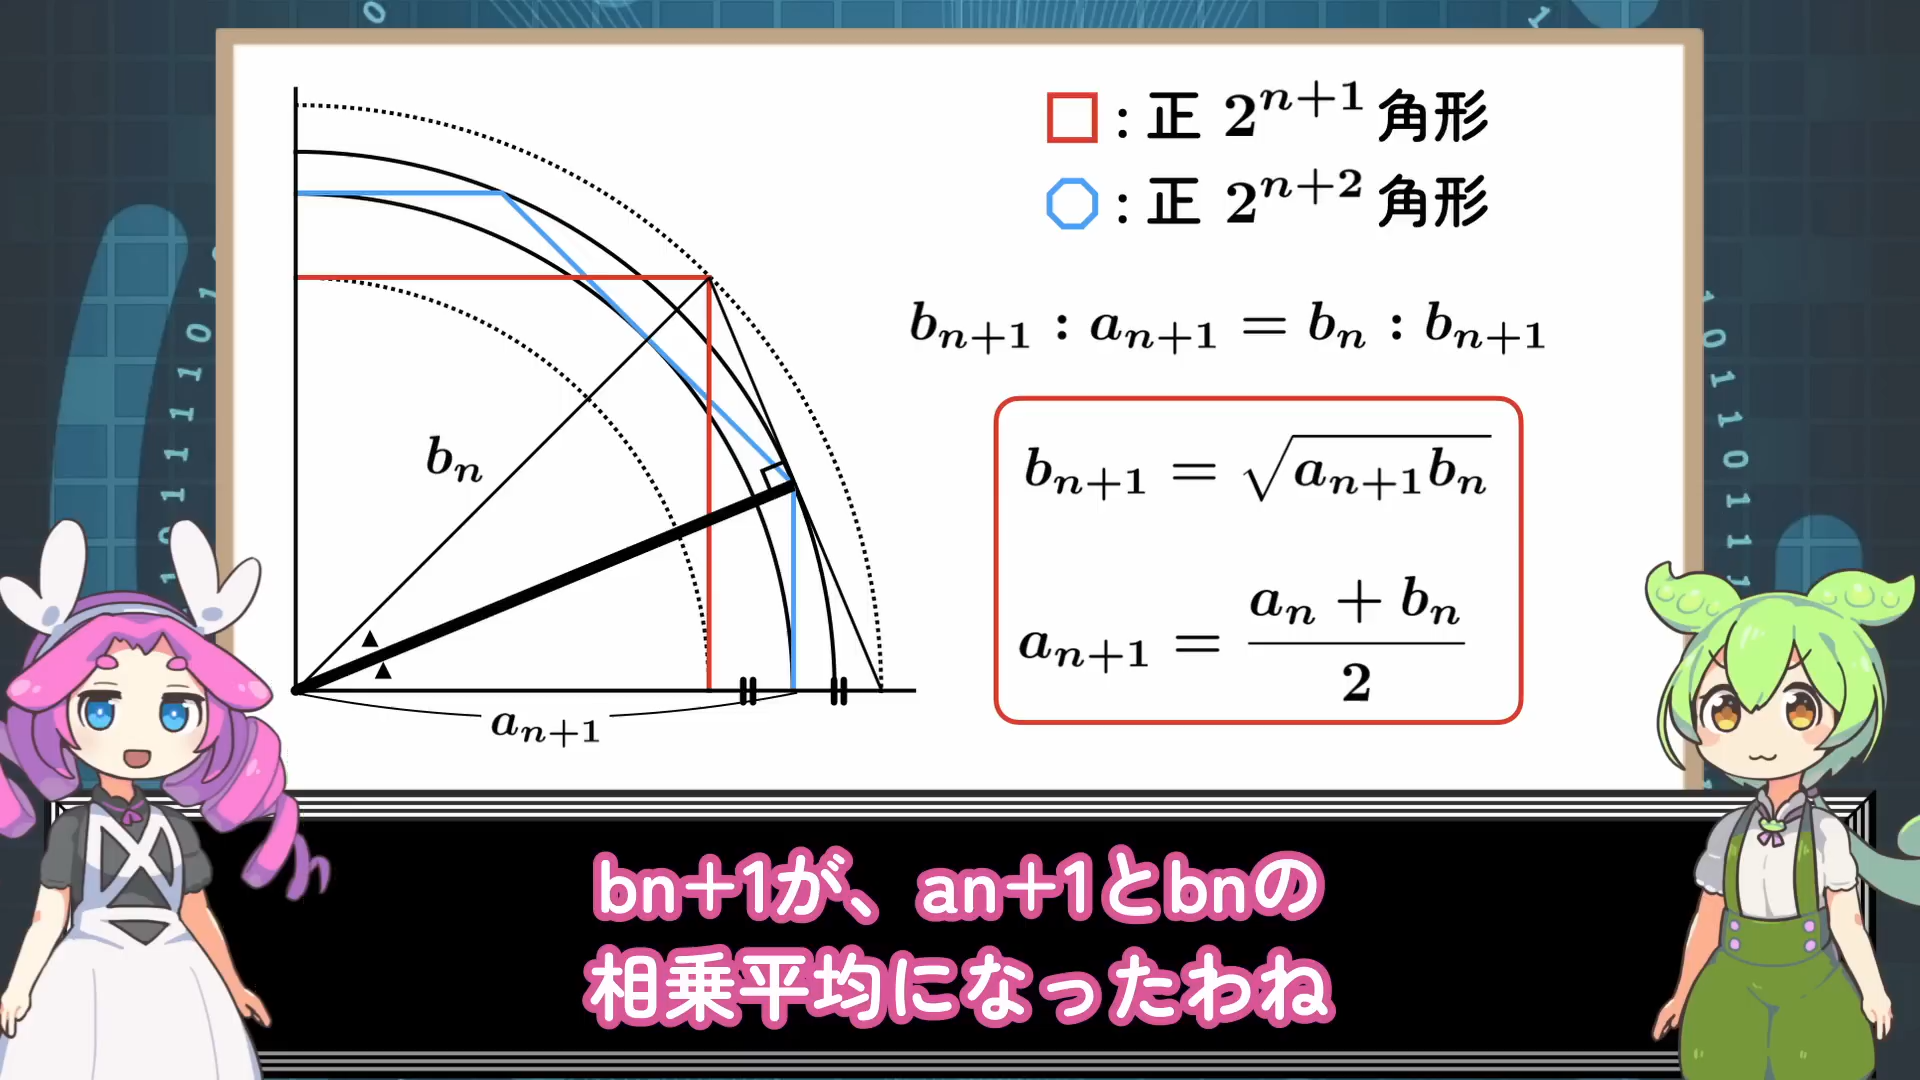 □ : 正 2^{n+1} 角形
: 正 2^{n+2} 角形
b_{n+1} : a_{n+1} = b_n : b_{n+1}
b_{n+1} = √(a_{n+1}b_n)
a_{n+1} = (a_n + b_n)/2
b_n
a_{n+1}
bn+1が、an+1とbnの
相乗平均になったわね